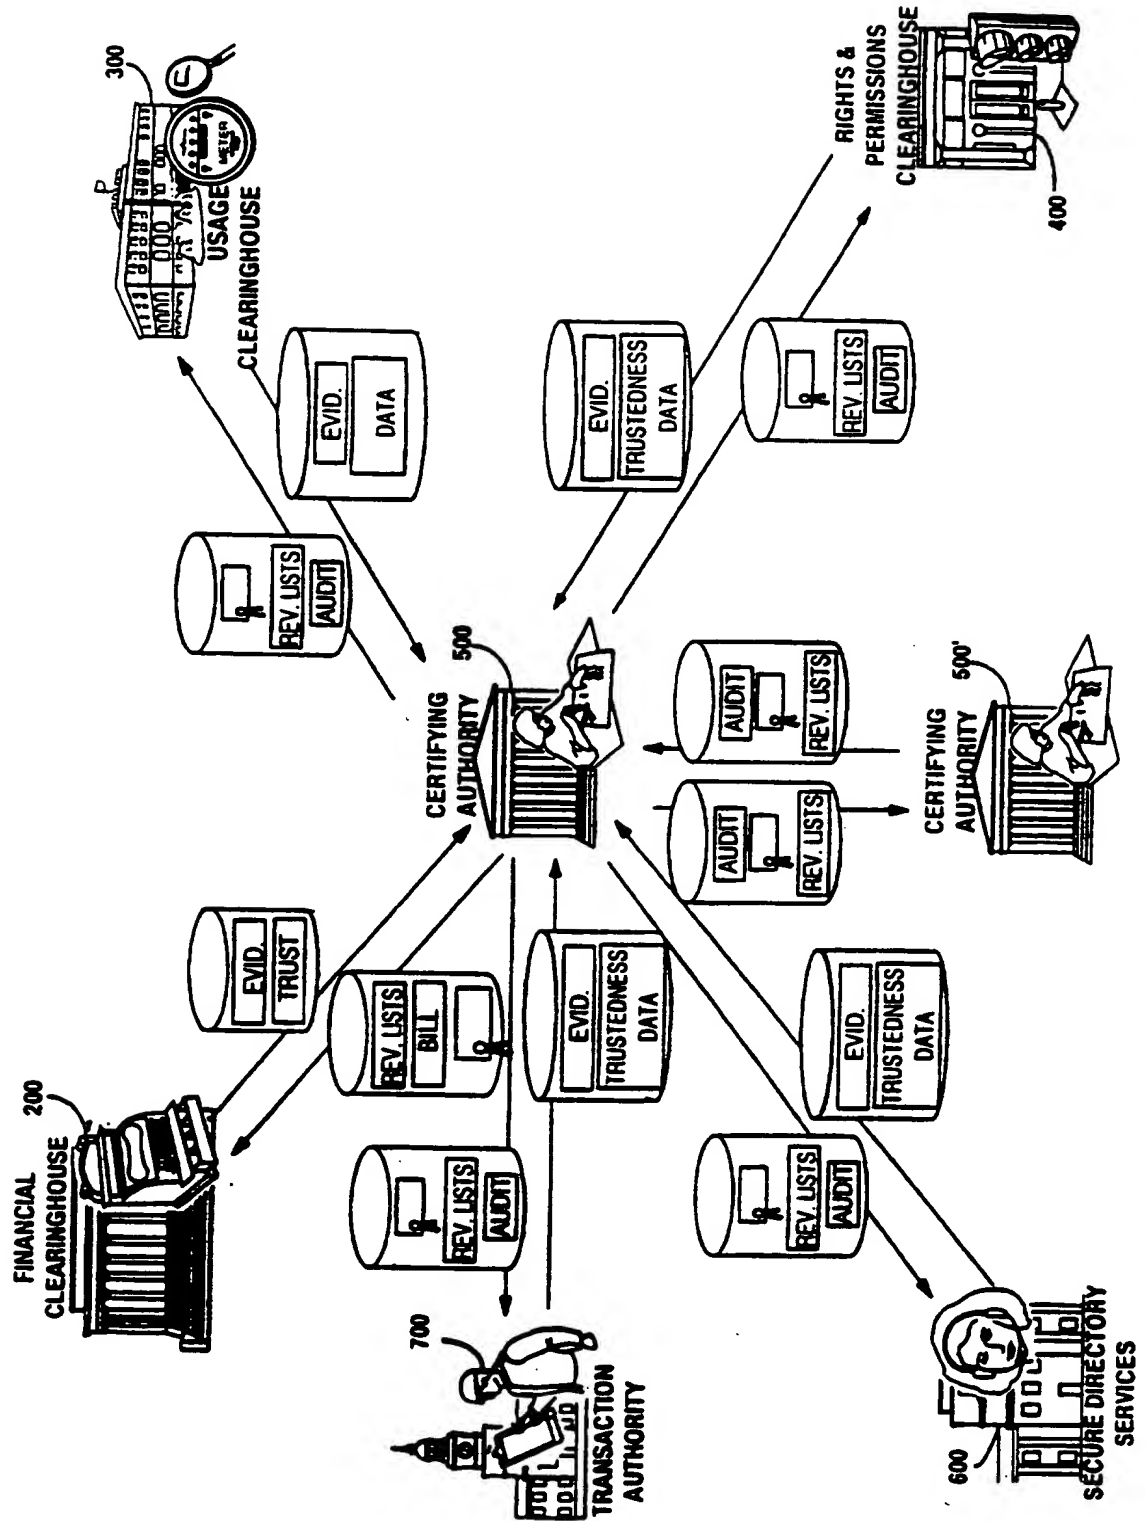 FINANCIAL
CLEARINGHOUSE
200
EVID.
TRUST
REV. LISTS
BILL
300
METER
USAGE
CLEARINGHOUSE
REV. LISTS
AUDIT
EVID.
DATA
CERTIFYING
AUTHORITY
500
EVID.
TRUSTEDNESS
DATA
REV. LISTS
AUDIT
RIGHTS &
PERMISSIONS
CLEARINGHOUSE
400
700
TRANSACTION
AUTHORITY
REV. LISTS
AUDIT
EVID.
TRUSTEDNESS
DATA
AUDIT
REV. LISTS
AUDIT
REV. LISTS
CERTIFYING
AUTHORITY
500'
600
SECURE DIRECTORY
SERVICES
REV. LISTS
AUDIT
EVID.
TRUSTEDNESS
DATA